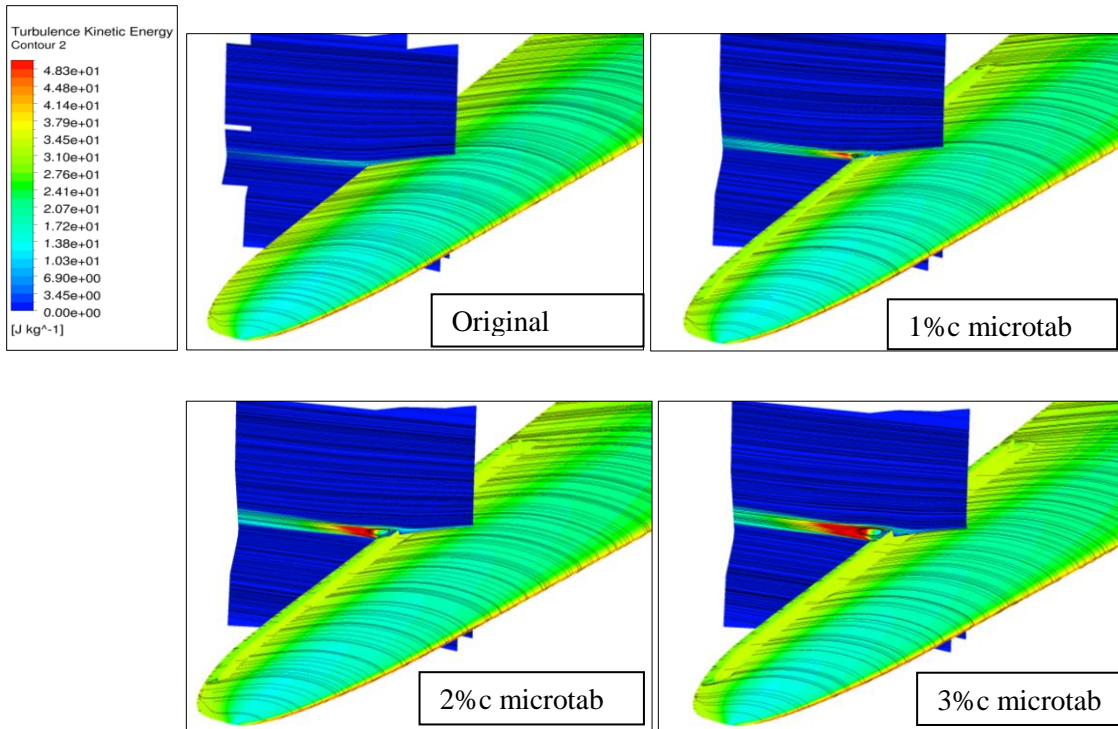 Turbulence Kinetic Energy
Contour 2
4.83e+01
4.48e+01
4.14e+01
3.79e+01
3.45e+01
3.10e+01
2.76e+01
2.41e+01
2.07e+01
1.72e+01
1.38e+01
1.03e+01
6.90e+00
3.45e+00
0.00e+00
[J kg^-1]
Original
1%c microtab
2%c microtab
3%c microtab